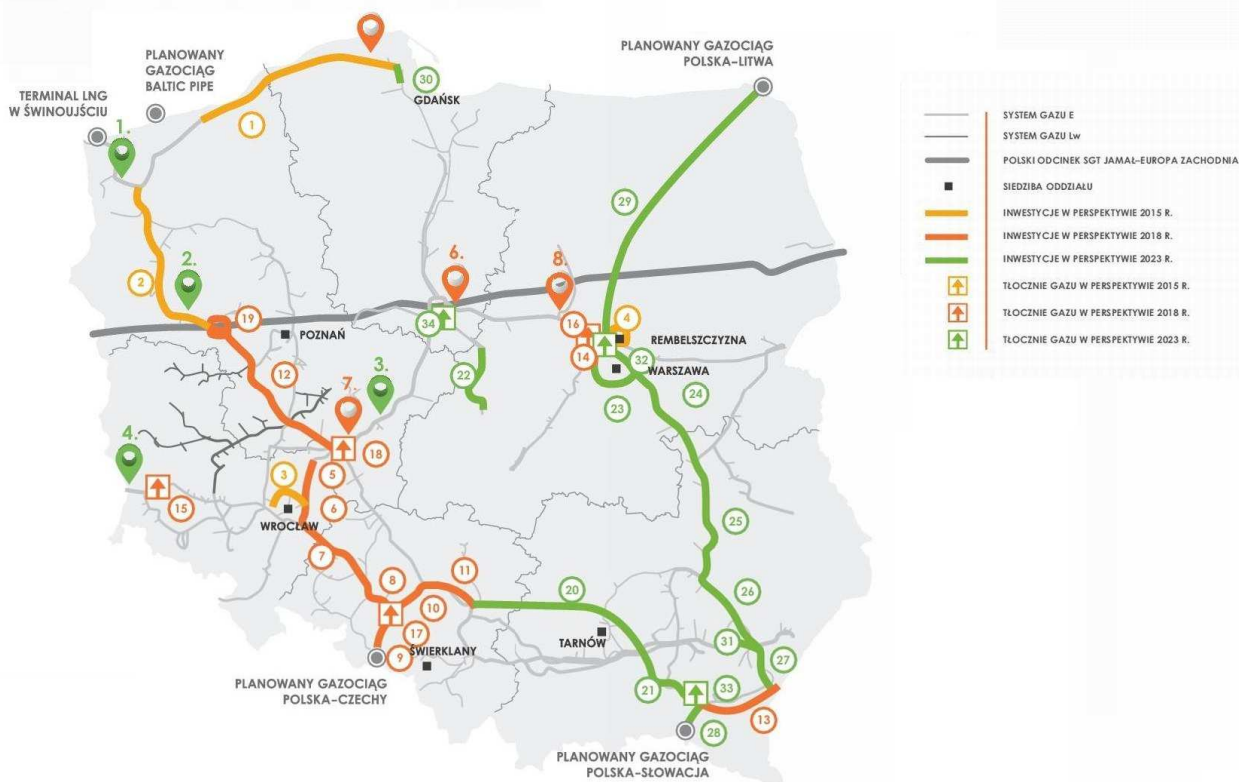 PLANOWANY GAZOCIĄG
POLSKA–LITWA
PLANOWANY
GAZOCIĄG
BALTIC PIPE
TERMINAL LNG
W ŚWINOUJŚCIU
30
GDAŃSK
1.
1
SYSTEM GAZU E
SYSTEM GAZU Lw
POLSKI ODCINEK SGT JAMAŁ–EUROPA ZACHODNIA
SIEDZIBA ODDZIAŁU
INWESTYCJE W PERSPEKTYWIE 2015 R.
INWESTYCJE W PERSPEKTYWIE 2018 R.
INWESTYCJE W PERSPEKTYWIE 2023 R.
TŁOCZNIE GAZU W PERSPEKTYWIE 2015 R.
TŁOCZNIE GAZU W PERSPEKTYWIE 2018 R.
TŁOCZNIE GAZU W PERSPEKTYWIE 2023 R.
29
2.
6.
8.
2
19
POZNAŃ
34
16
4
REMBELSZCZYZNA
14
32
WARSZAWA
12
7.
3.
22
23
24
4.
18
15
3
5
6
WROCŁAW
25
7
8
11
10
20
26
17
9
ŚWIERKLANY
TARNÓW
31
27
PLANOWANY GAZOCIĄG
POLSKA–CZECHY
21
33
13
28
PLANOWANY GAZOCIĄG
POLSKA–SŁOWACJA